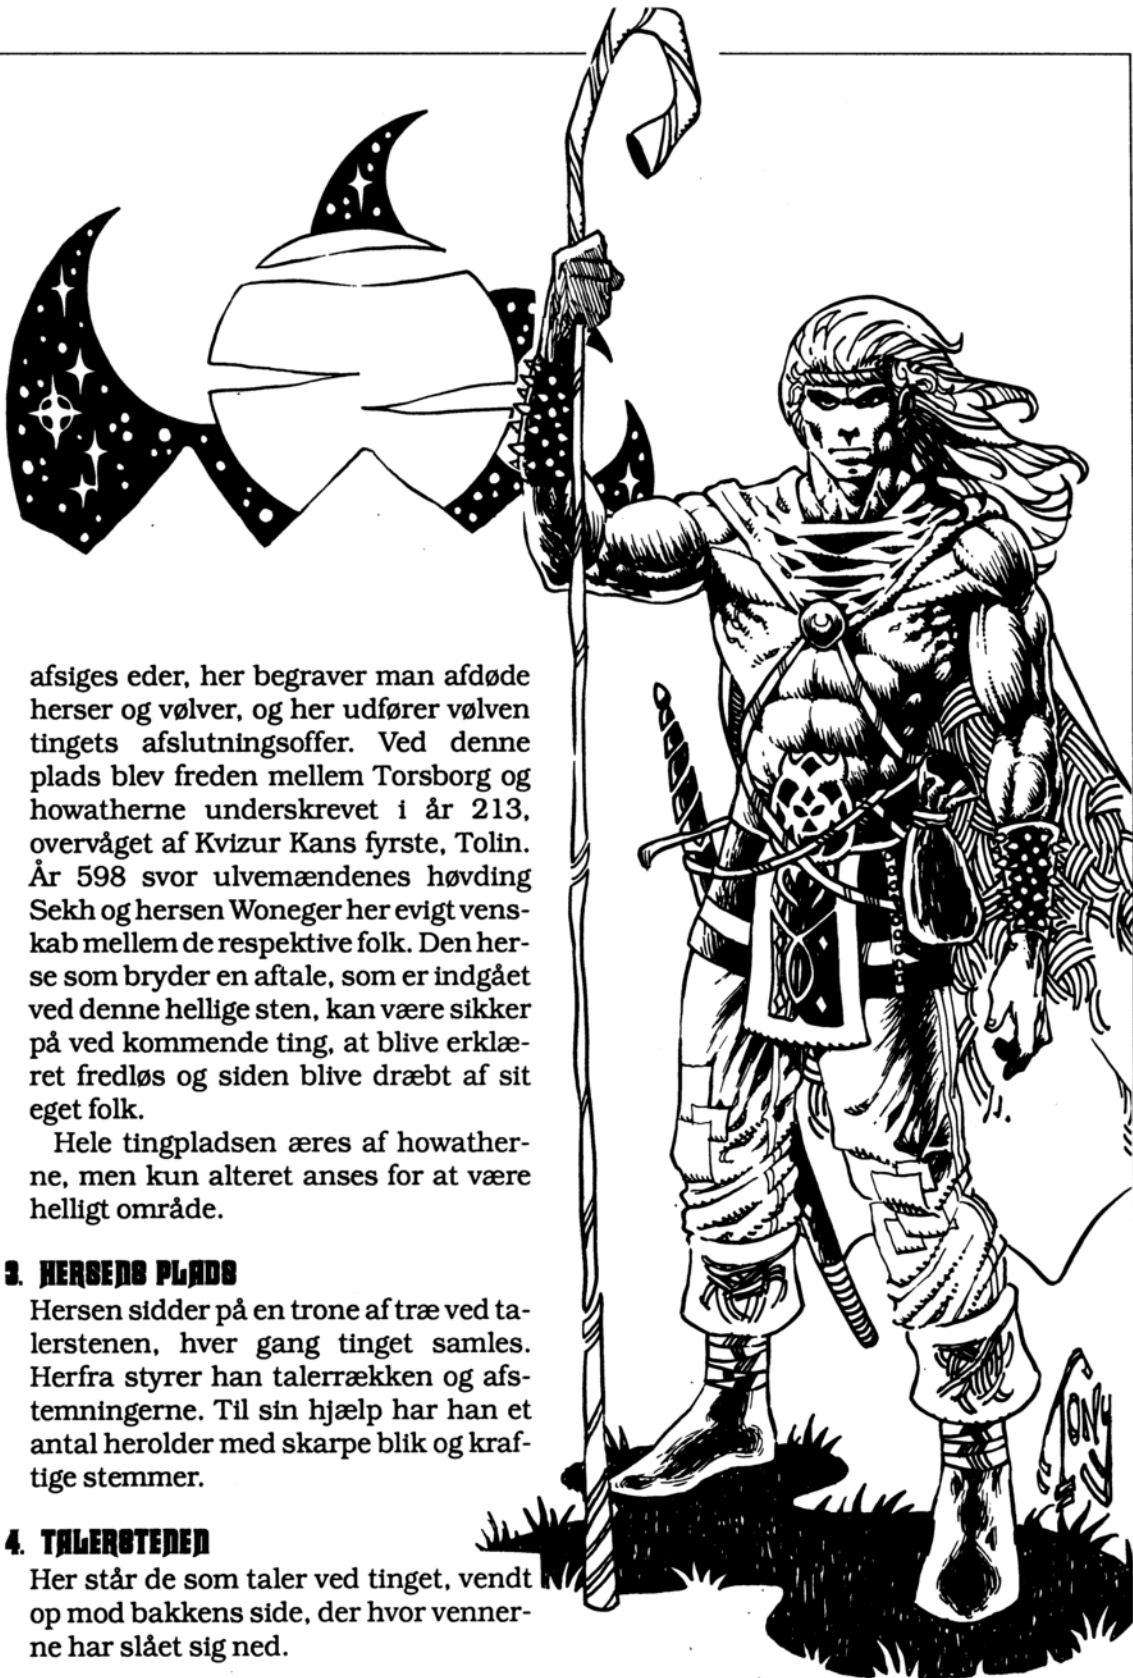 afsiges eder, her begraver man afdøde
herser og vølver, og her udfører vølven
tingets afslutningsoffer. Ved denne
plads blev freden mellem Torsborg og
howatherne underskrevet i år 213,
overvåget af Kvizur Kans fyrste, Tolin.
År 598 svor ulvemændenes høvding
Sekh og hersen Woneger her evigt vens-
kab mellem de respektive folk. Den her-
se som bryder en aftale, som er indgået
ved denne hellige sten, kan være sikker
på ved kommende ting, at blive erklæ-
ret fredløs og siden blive dræbt af sit
eget folk.
Hele tingpladsen æres af howather-
ne, men kun alteret anses for at være
helligt område.
3. HERSENS PLADS
Hersen sidder på en trone af træ ved ta-
lerstenen, hver gang tinget samles.
Herfra styrer han talerrækken og afs-
temningerne. Til sin hjælp har han et
antal herolder med skarpe blik og kraf-
tige stemmer.
4. TALERSTENEN
Her står de som taler ved tinget, vendt
op mod bakkens side, der hvor venner-
ne har slået sig ned.
TONY